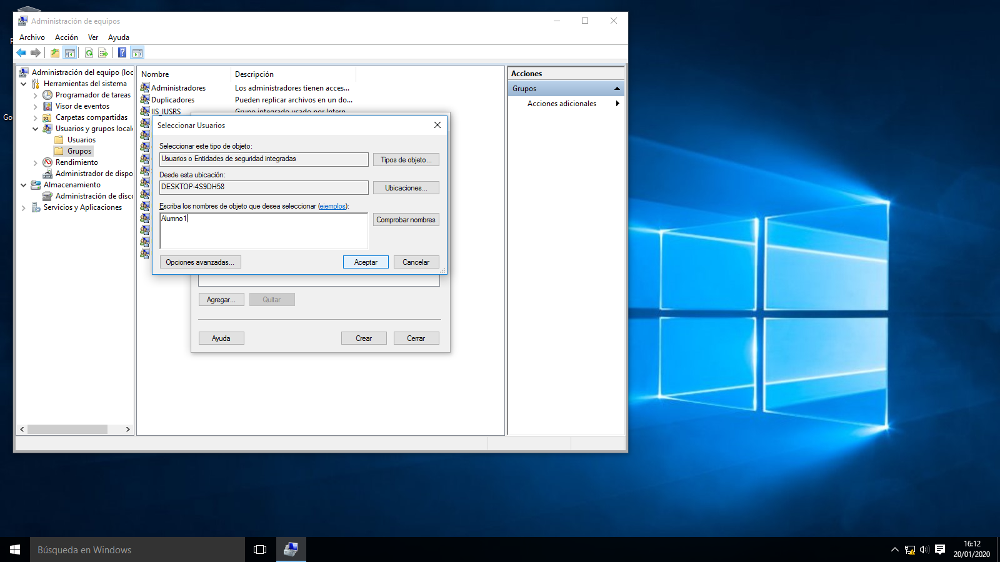 Administración de equipos
Archivo Acción Ver Ayuda
Administración del equipo (loc
Herramientas del sistema
Programador de tareas
Visor de eventos
Carpetas compartidas
Usuarios y grupos local
Usuarios
Grupos
Rendimiento
Administrador de dispo
Almacenamiento
Administración de disc
Servicios y Aplicaciones
Nombre Descripción
Administradores Los administradores tienen acces...
Duplicadores Pueden replicar archivos en un do...
IIS_IUSRS Grupo integrado usado por Intern
Acciones
Grupos
Acciones adicionales
Seleccionar Usuarios
Seleccionar este tipo de objeto:
Usuarios o Entidades de seguridad integradas
Tipos de objeto...
Desde esta ubicación:
DESKTOP-4S9DH58
Ubicaciones...
Escriba los nombres de objeto que desea seleccionar (ejemplos):
Alumno1
Comprobar nombres
Opciones avanzadas...
Aceptar Cancelar
Agregar... Quitar
Ayuda Crear Cerrar
Go
Búsqueda en Windows
16:12
20/01/2020